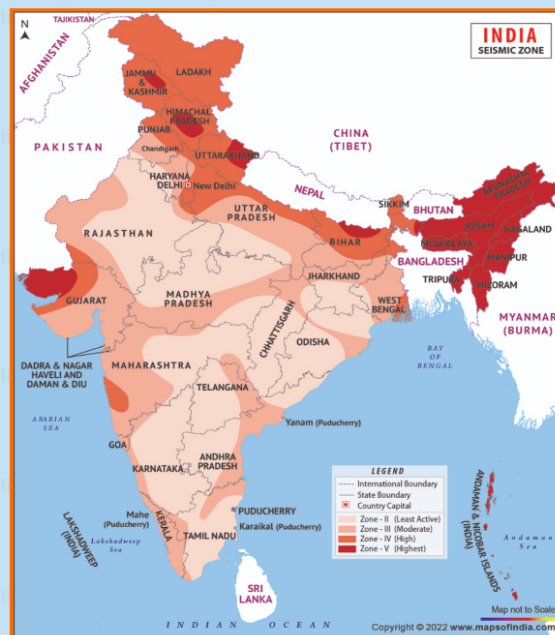 N
TAJIKISTAN
AFGHANISTAN
INDIA
SEISMIC ZONE
LADAKH
JAMMU
&
KASHMIR
HIMACHAL
PRADESH
PUNJAB
Chandigarh
UTTARAKHAND
PAKISTAN
CHINA
(TIBET)
HARYANA
DELHI
New Delhi
NEPAL
SIKKIM
BHUTAN
ARUNACHAL
PRADESH
UTTAR
PRADESH
RAJASTHAN
ASSAM
NAGALAND
BIHAR
MEGHALAYA
BANGLADESH
MANIPUR
TRIPURA
MIZORAM
JHARKHAND
WEST
BENGAL
GUJARAT
MADHYA
PRADESH
CHHATTISGARH
ODISHA
MYANMAR
(BURMA)
DADRA & NAGAR
HAVELI AND
DAMAN & DIU
MAHARASHTRA
BAY
OF
BENGAL
TELANGANA
ARABIAN
SEA
Yanam (Puducherry)
GOA
ANDHRA
PRADESH
KARNATAKA
LEGEND
International Boundary
State Boundary
Country Capital
Zone - II (Least Active)
Zone - III (Moderate)
Zone - IV (High)
Zone - V (Highest)
ANDAMAN & NICOBAR ISLANDS
(INDIA)
Andaman
Sea
PUDUCHERRY
Mahe
(Puducherry)
Karaikal (Puducherry)
LAKSHADWEEP
(INDIA)
Lakshadweep
Sea
KERALA
TAMIL NADU
SRI
LANKA
Map not to Scale
INDIAN OCEAN
Copyright © 2022 www.mapsofindia.com